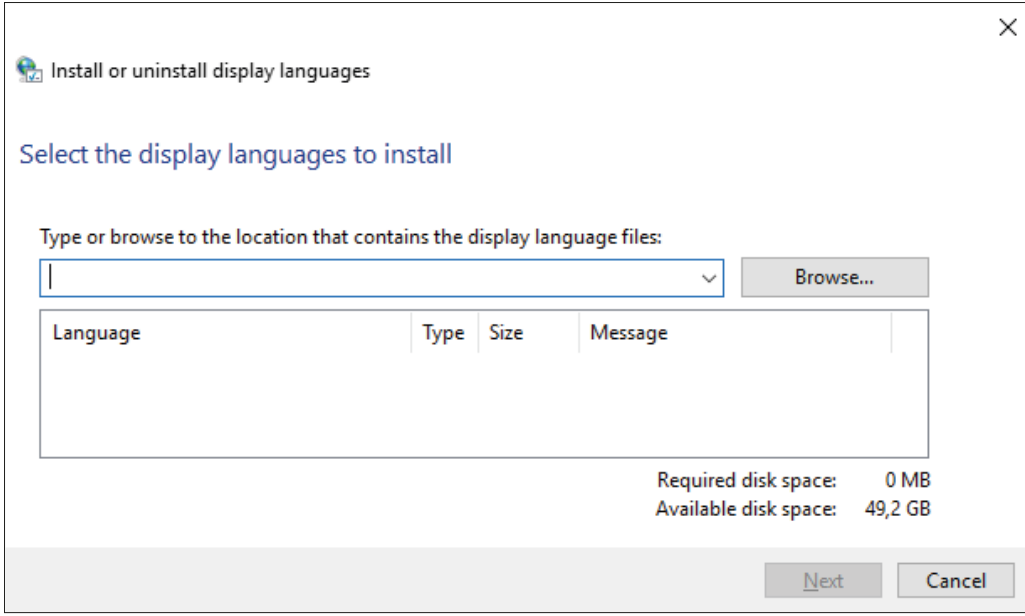 Install or uninstall display languages
Select the display languages to install
Type or browse to the location that contains the display language files:
Browse...
Language Type Size Message
Required disk space: 0 MB
Available disk space: 49,2 GB
Next Cancel